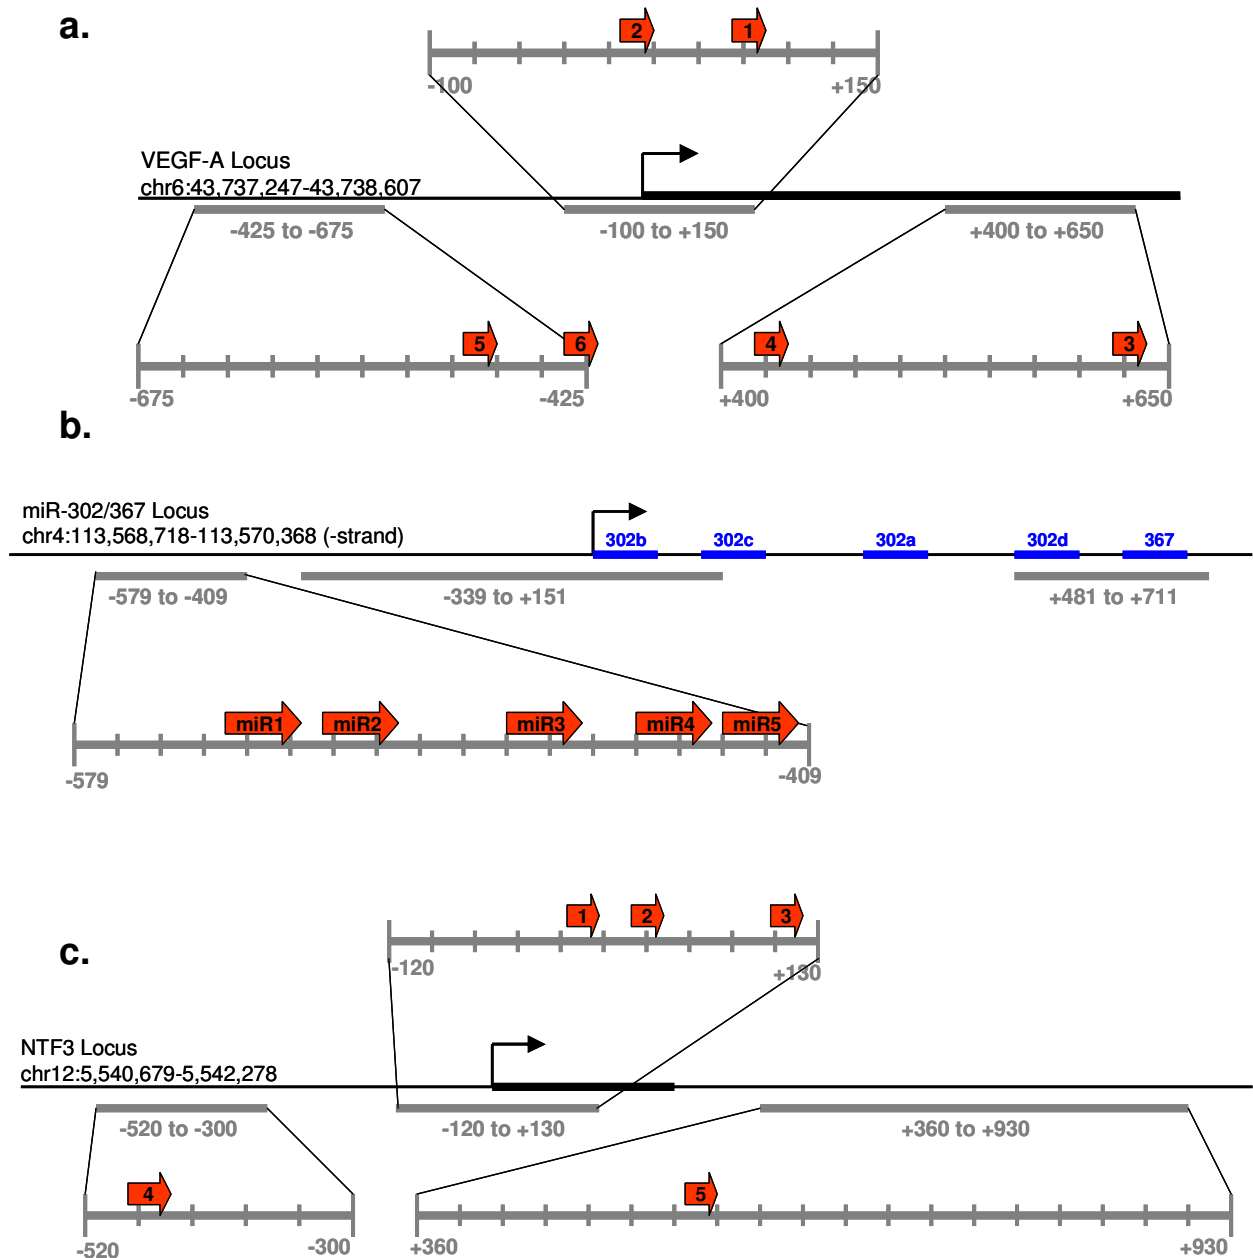 a.
2 1
-100 +150
VEGF-A Locus
chr6:43,737,247-43,738,607
-425 to -675 -100 to +150 +400 to +650
5 6 4 3
-675 -425 +400 +650
b.
miR-302/367 Locus
chr4:113,568,718-113,570,368 (-strand)
302b 302c 302a 302d 367
-579 to -409 -339 to +151 +481 to +711
miR1 miR2 miR3 miR4 miR5
-579 -409
c.
1 2 3
-120 +130
NTF3 Locus
chr12:5,540,679-5,542,278
-520 to -300 -120 to +130 +360 to +930
4 5
-520 -300 +360 +930